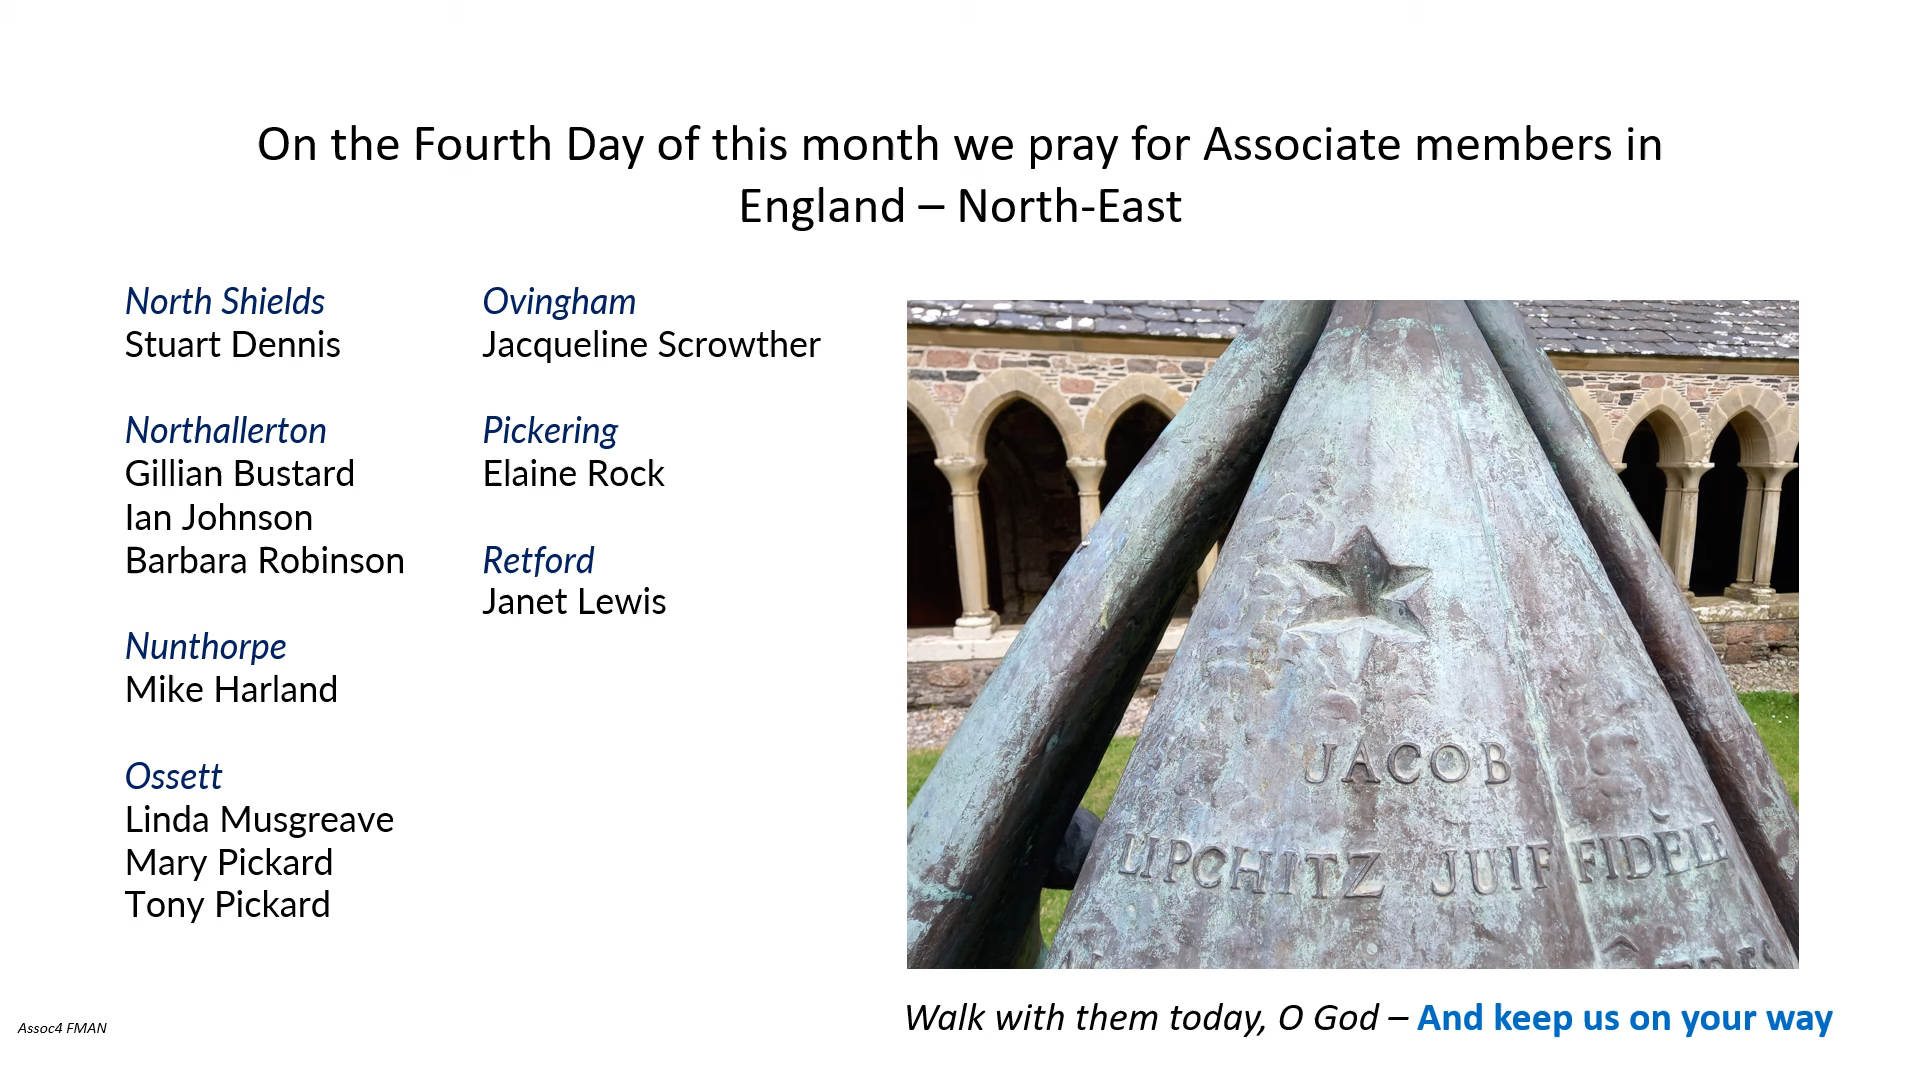 On the Fourth Day of this month we pray for Associate members in
England – North-East
North Shields
Stuart Dennis
Northallerton
Gillian Bustard
Ian Johnson
Barbara Robinson
Nunthorpe
Mike Harland
Ossett
Linda Musgreave
Mary Pickard
Tony Pickard
Ovingham
Jacqueline Scrowther
Pickering
Elaine Rock
Retford
Janet Lewis
JACOB
LIPCHITZ JUIF FIDÈLE
Walk with them today, O God – And keep us on your way
Assoc4 FMAN